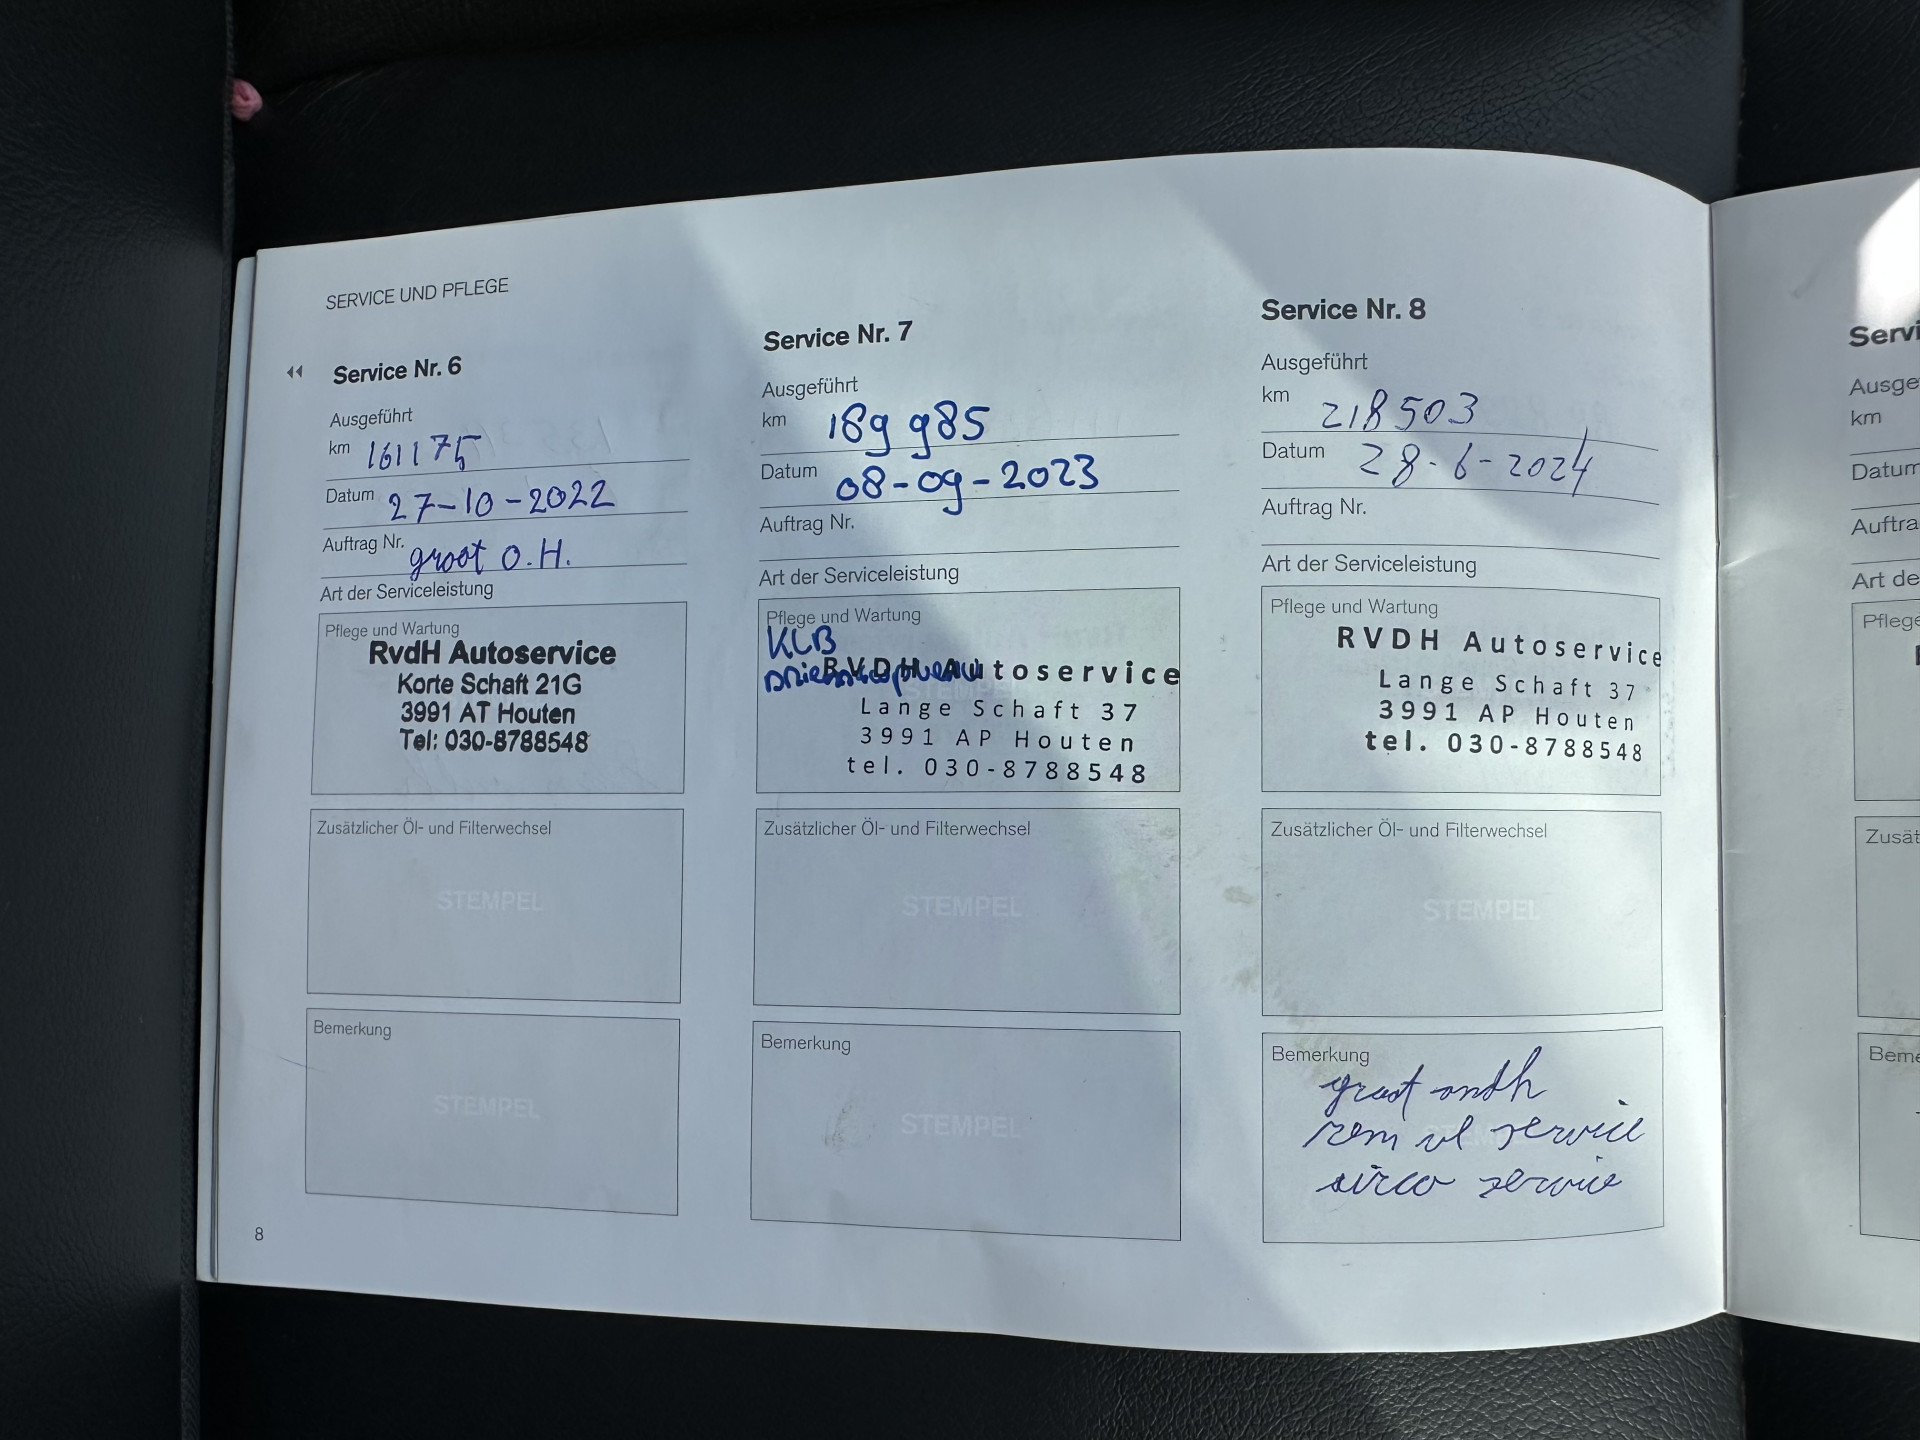 SERVICE UND PFLEGE
Service Nr. 6
Ausgeführt
km 161175
Datum 27-10-2022
Auftrag Nr. groot O.H.
Art der Serviceleistung
Pflege und Wartung
RvdH Autoservice
Korte Schaft 21G
3991 AT Houten
Tel: 030-8788548
Zusätzlicher Öl- und Filterwechsel
STEMPEL
Bemerkung
STEMPEL
8
Service Nr. 7
Ausgeführt
km 189985
Datum 08-09-2023
Auftrag Nr.
Art der Serviceleistung
Pflege und Wartung
KLB
RVDH Autoservice
Lange Schaft 37
3991 AP Houten
tel. 030-8788548
Zusätzlicher Öl- und Filterwechsel
STEMPEL
Bemerkung
STEMPEL
Service Nr. 8
Ausgeführt
km 218503
Datum 28-6-2024
Auftrag Nr.
Art der Serviceleistung
Pflege und Wartung
RVDH Autoservice
Lange Schaft 37
3991 AP Houten
tel. 030-8788548
Zusätzlicher Öl- und Filterwechsel
STEMPEL
Bemerkung
groot ondh
rem vl service
airco service
Servi
Ausge
km
Datum
Auftra
Art de
Pflege
Zusät
Beme